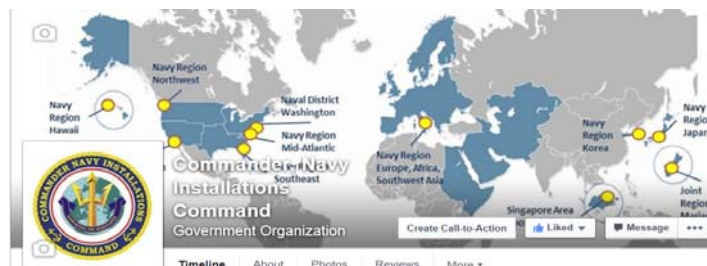 Navy Region
Northwest
Naval District
Washington
Navy
Region
Hawaii
Navy Region
Mid-Atlantic
Southeast
Navy Region
Europe, Africa,
Southwest Asia
Navy
Region
Korea
Navy
Japan
Joint
Region
Singapore Area
COMMANDER NAVY INSTALLATIONS
COMMAND
Commander, Navy
Installations
Command
Government Organization
Create Call-to-Action
Liked
Message
Timeline
About
Photos
Reviews
More